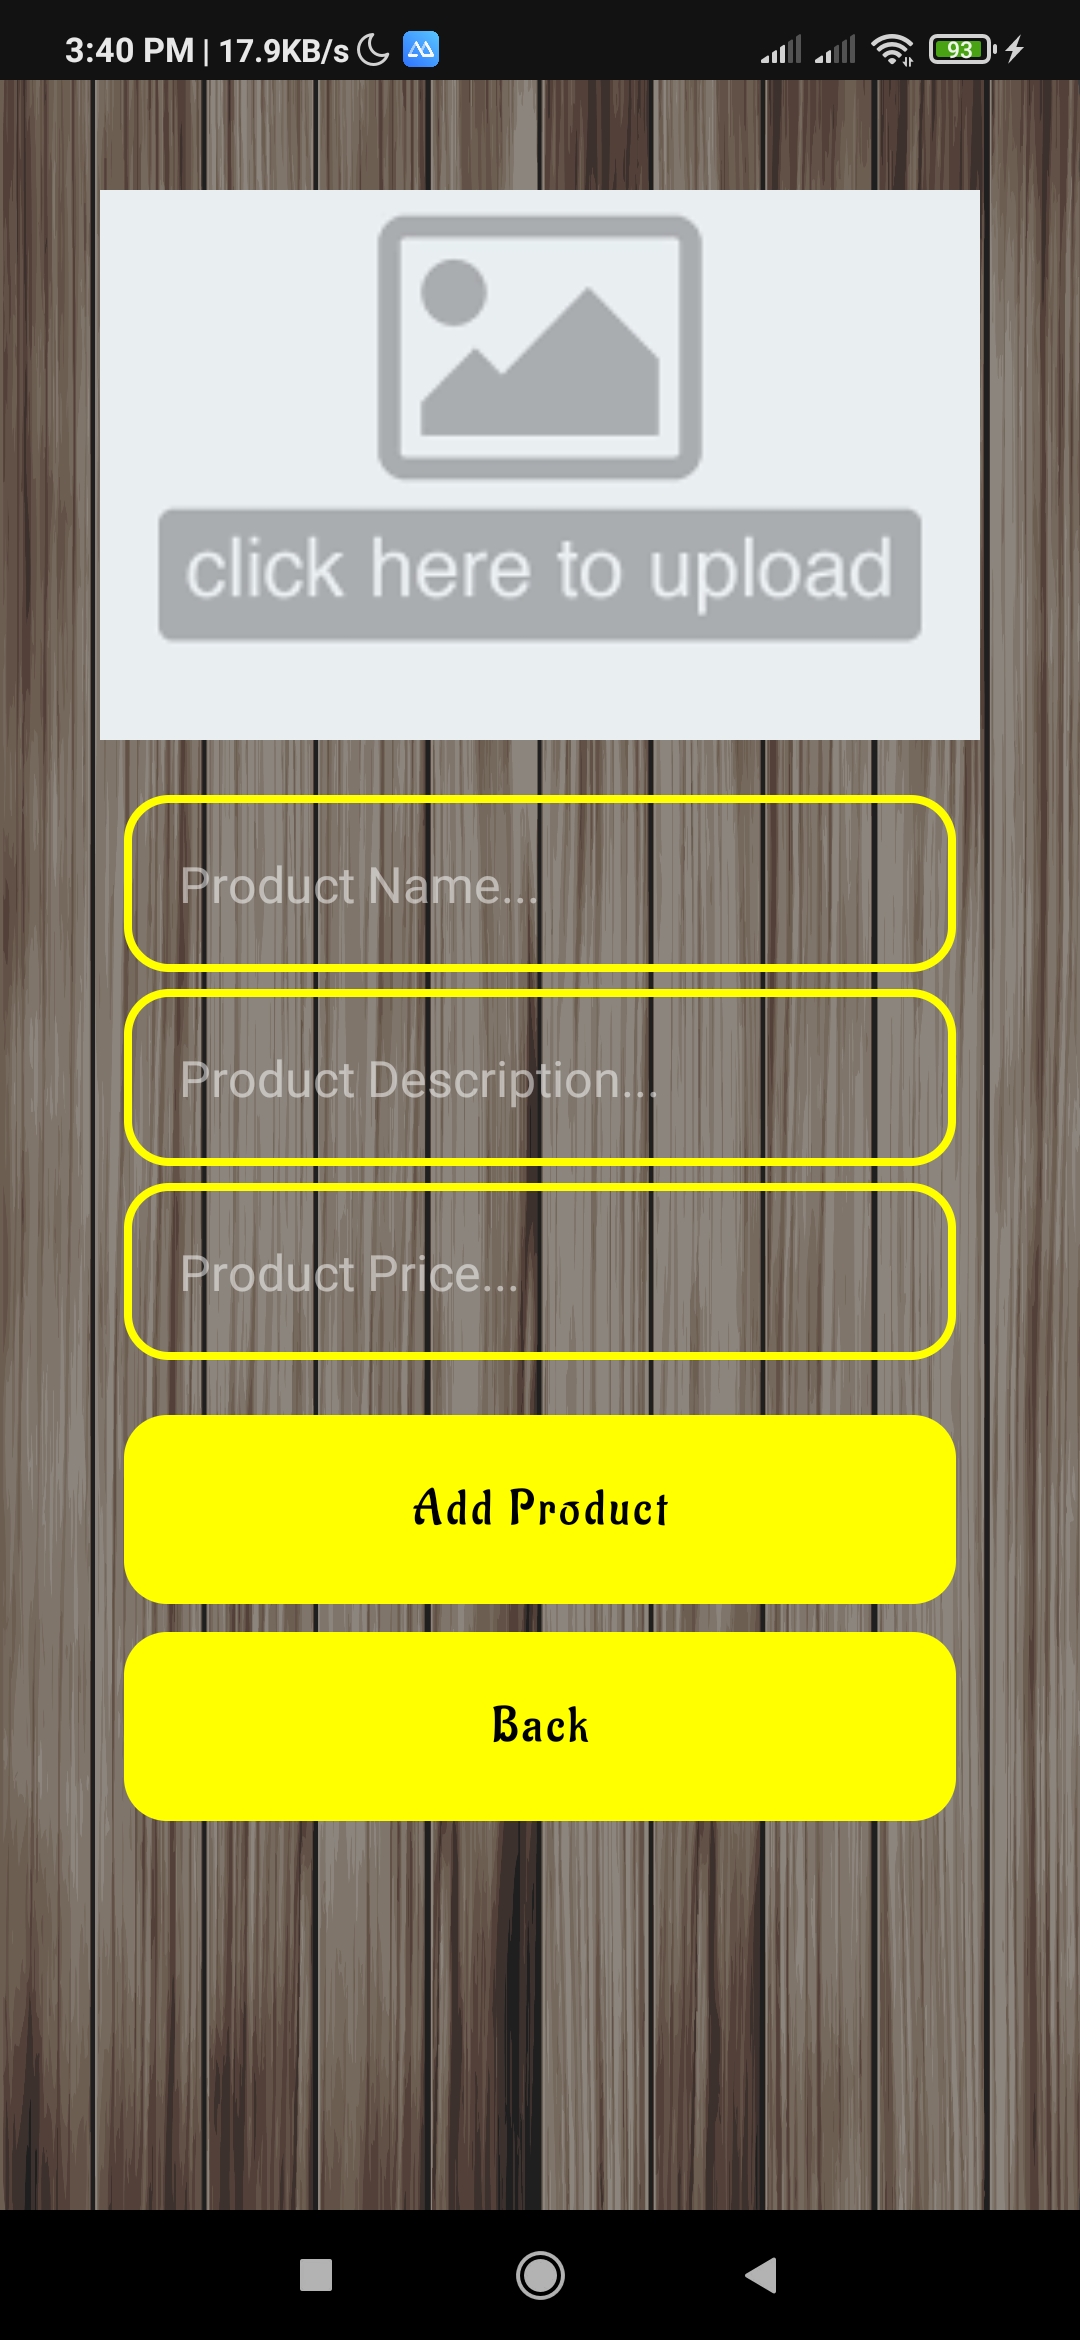 3:40 PM | 17.9KB/s 93
click here to upload
Product Name...
Product Description...
Product Price...
Add Product
Back